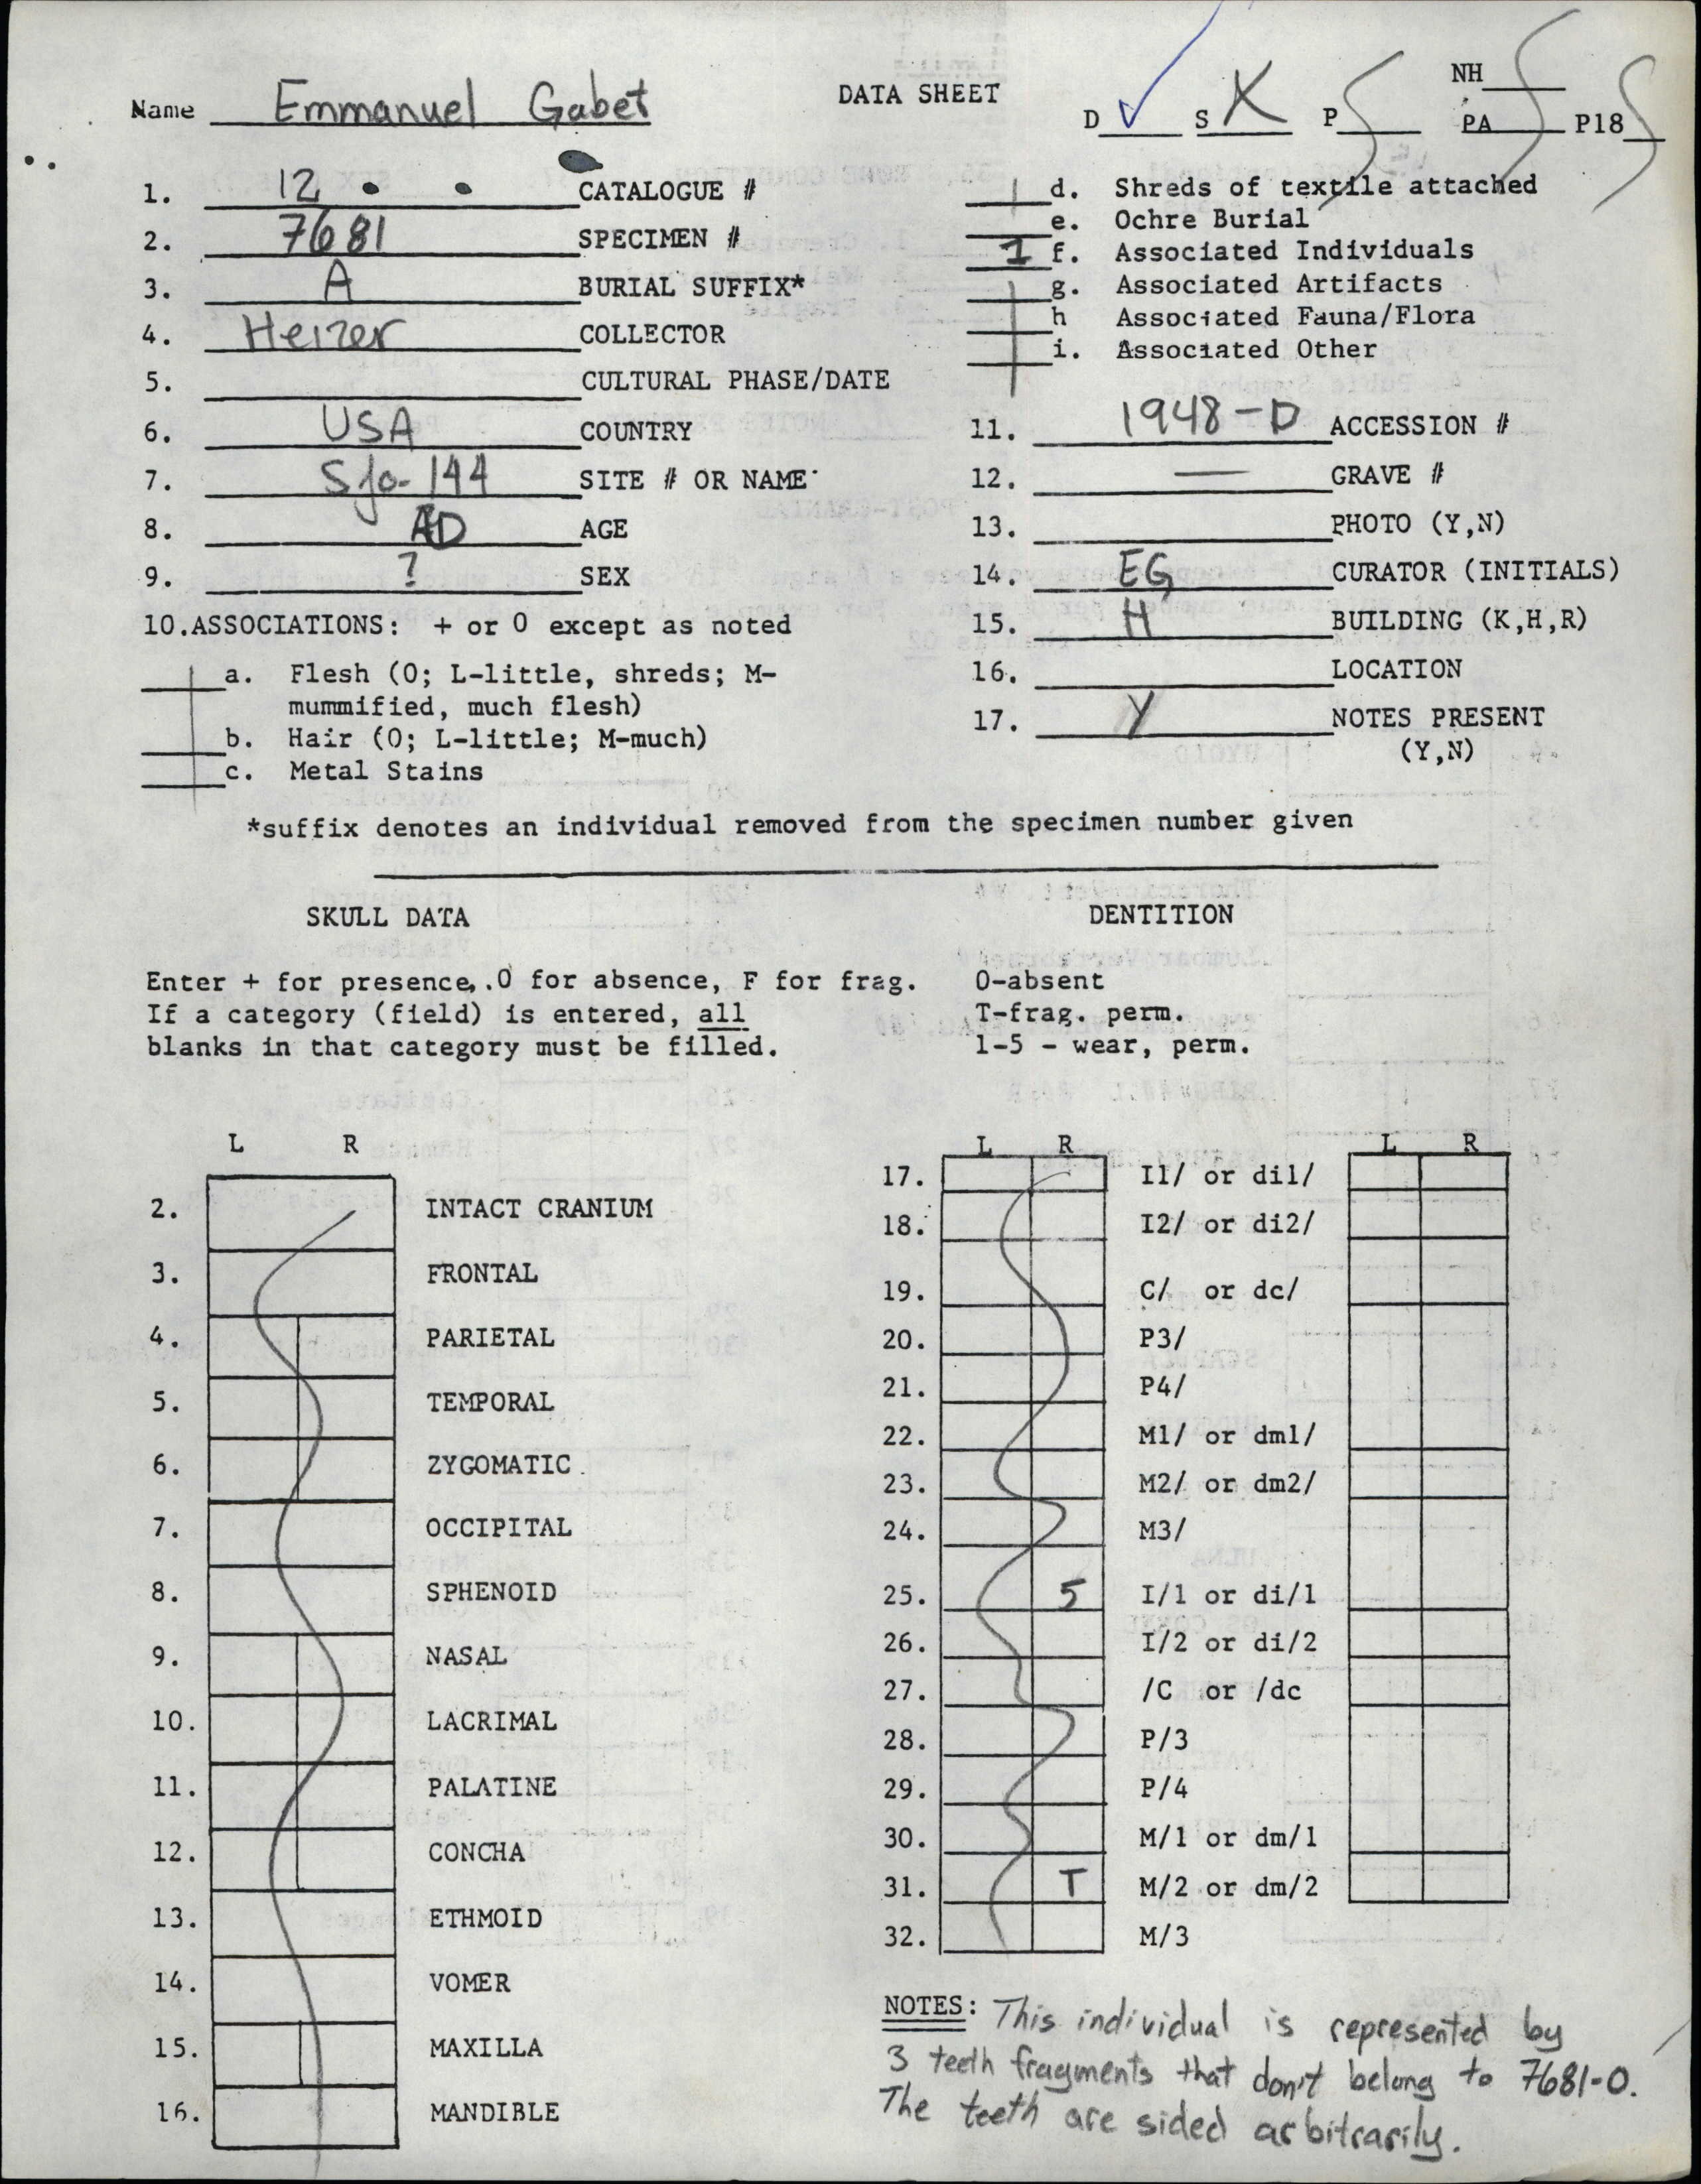 Name Emmanuel Gabet
DATA SHEET
D ✓ S X P
NH
PA P18
1. 12 CATALOGUE #
2. 7681 SPECIMEN #
3. A BURIAL SUFFIX*
4. Heizer COLLECTOR
5. CULTURAL PHASE/DATE
6. USA COUNTRY
7. Sjo-144 SITE # OR NAME
8. AD AGE
9. ? SEX
10.ASSOCIATIONS: + or 0 except as noted
a. Flesh (0; L-little, shreds; M-
mummified, much flesh)
b. Hair (0; L-little; M-much)
c. Metal Stains
d. Shreds of textile attached
e. Ochre Burial
1 f. Associated Individuals
g. Associated Artifacts
h Associated Fauna/Flora
i. Associated Other
11. 1948-D ACCESSION #
12. — GRAVE #
13. PHOTO (Y,N)
14. EG CURATOR (INITIALS)
15. H BUILDING (K,H,R)
16. LOCATION
17. Y NOTES PRESENT
(Y,N)
*suffix denotes an individual removed from the specimen number given
SKULL DATA
Enter + for presence, .0 for absence, F for frag.
If a category (field) is entered, all
blanks in that category must be filled.
L R
2. INTACT CRANIUM
3. FRONTAL
4. PARIETAL
5. TEMPORAL
6. ZYGOMATIC
7. OCCIPITAL
8. SPHENOID
9. NASAL
10. LACRIMAL
11. PALATINE
12. CONCHA
13. ETHMOID
14. VOMER
15. MAXILLA
16. MANDIBLE
DENTITION
0-absent
T-frag. perm.
1-5 - wear, perm.
L R L R
17. I1/ or di1/
18. I2/ or di2/
19. C/ or dc/
20. P3/
21. P4/
22. M1/ or dm1/
23. M2/ or dm2/
24. M3/
25. 5 I/1 or di/1
26. I/2 or di/2
27. /C or /dc
28. P/3
29. P/4
30. M/1 or dm/1
31. T M/2 or dm/2
32. M/3
NOTES: This individual is represented by
3 teeth fragments that don't belong to 7681-0.
The teeth are sided arbitrarily.